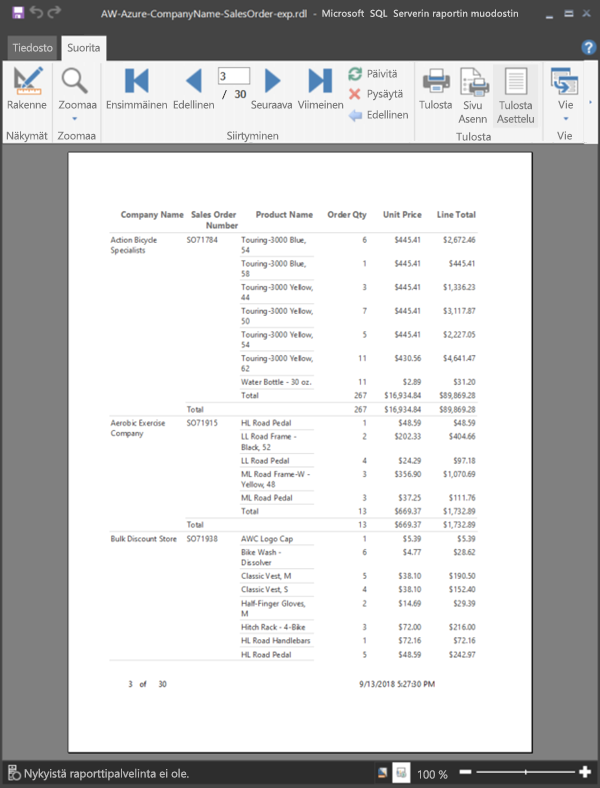 AW-Azure-CompanyName-SalesOrder-exp.rdl - Microsoft SQL Serverin raportin muodostin
Tiedosto Suorita
Rakenne Zoomaa Ensimmäinen Edellinen 3 / 30 Seuraava Viimeinen Päivitä Pysäytä Edellinen Tulosta Sivu Asenn Tulosta Asettelu Vie
Näkymät Zoomaa Siirtyminen Tulosta Vie
Company Name Sales Order Product Name Order Qty Unit Price Line Total
Number
Action Bicycle SO71784 Touring-3000 Blue, 6 $445.41 $2,672.46
Specialists 54
Touring-3000 Blue, 1 $445.41 $445.41
58
Touring-3000 Yellow, 3 $445.41 $1,336.23
44
Touring-3000 Yellow, 7 $445.41 $3,117.87
50
Touring-3000 Yellow, 5 $445.41 $2,227.05
54
Touring-3000 Yellow, 11 $430.56 $4,641.47
62
Water Bottle - 30 oz. 11 $2.89 $31.20
Total 267 $16,934.84 $89,869.28
Total 267 $16,934.84 $89,869.28
Aerobic Exercise SO71915 HL Road Pedal 1 $48.59 $48.59
Company LL Road Frame - 2 $202.33 $404.66
Black, 52
LL Road Pedal 4 $24.29 $97.18
ML Road Frame-W - 3 $356.90 $1,070.69
Yellow, 48
ML Road Pedal 3 $37.25 $111.76
Total 13 $669.37 $1,732.89
Total 13 $669.37 $1,732.89
Bulk Discount Store SO71938 AWC Logo Cap 1 $5.39 $5.39
Bike Wash - 6 $4.77 $28.62
Dissolver
Classic Vest, M 5 $38.10 $190.50
Classic Vest, S 4 $38.10 $152.40
Half-Finger Gloves, 2 $14.69 $29.39
M
Hitch Rack - 4-Bike 3 $72.00 $216.00
HL Road Handlebars 1 $72.16 $72.16
HL Road Pedal 5 $48.59 $242.97
3 of 30 9/13/2018 5:27:30 PM
Nykyistä raporttipalvelinta ei ole. 100 %